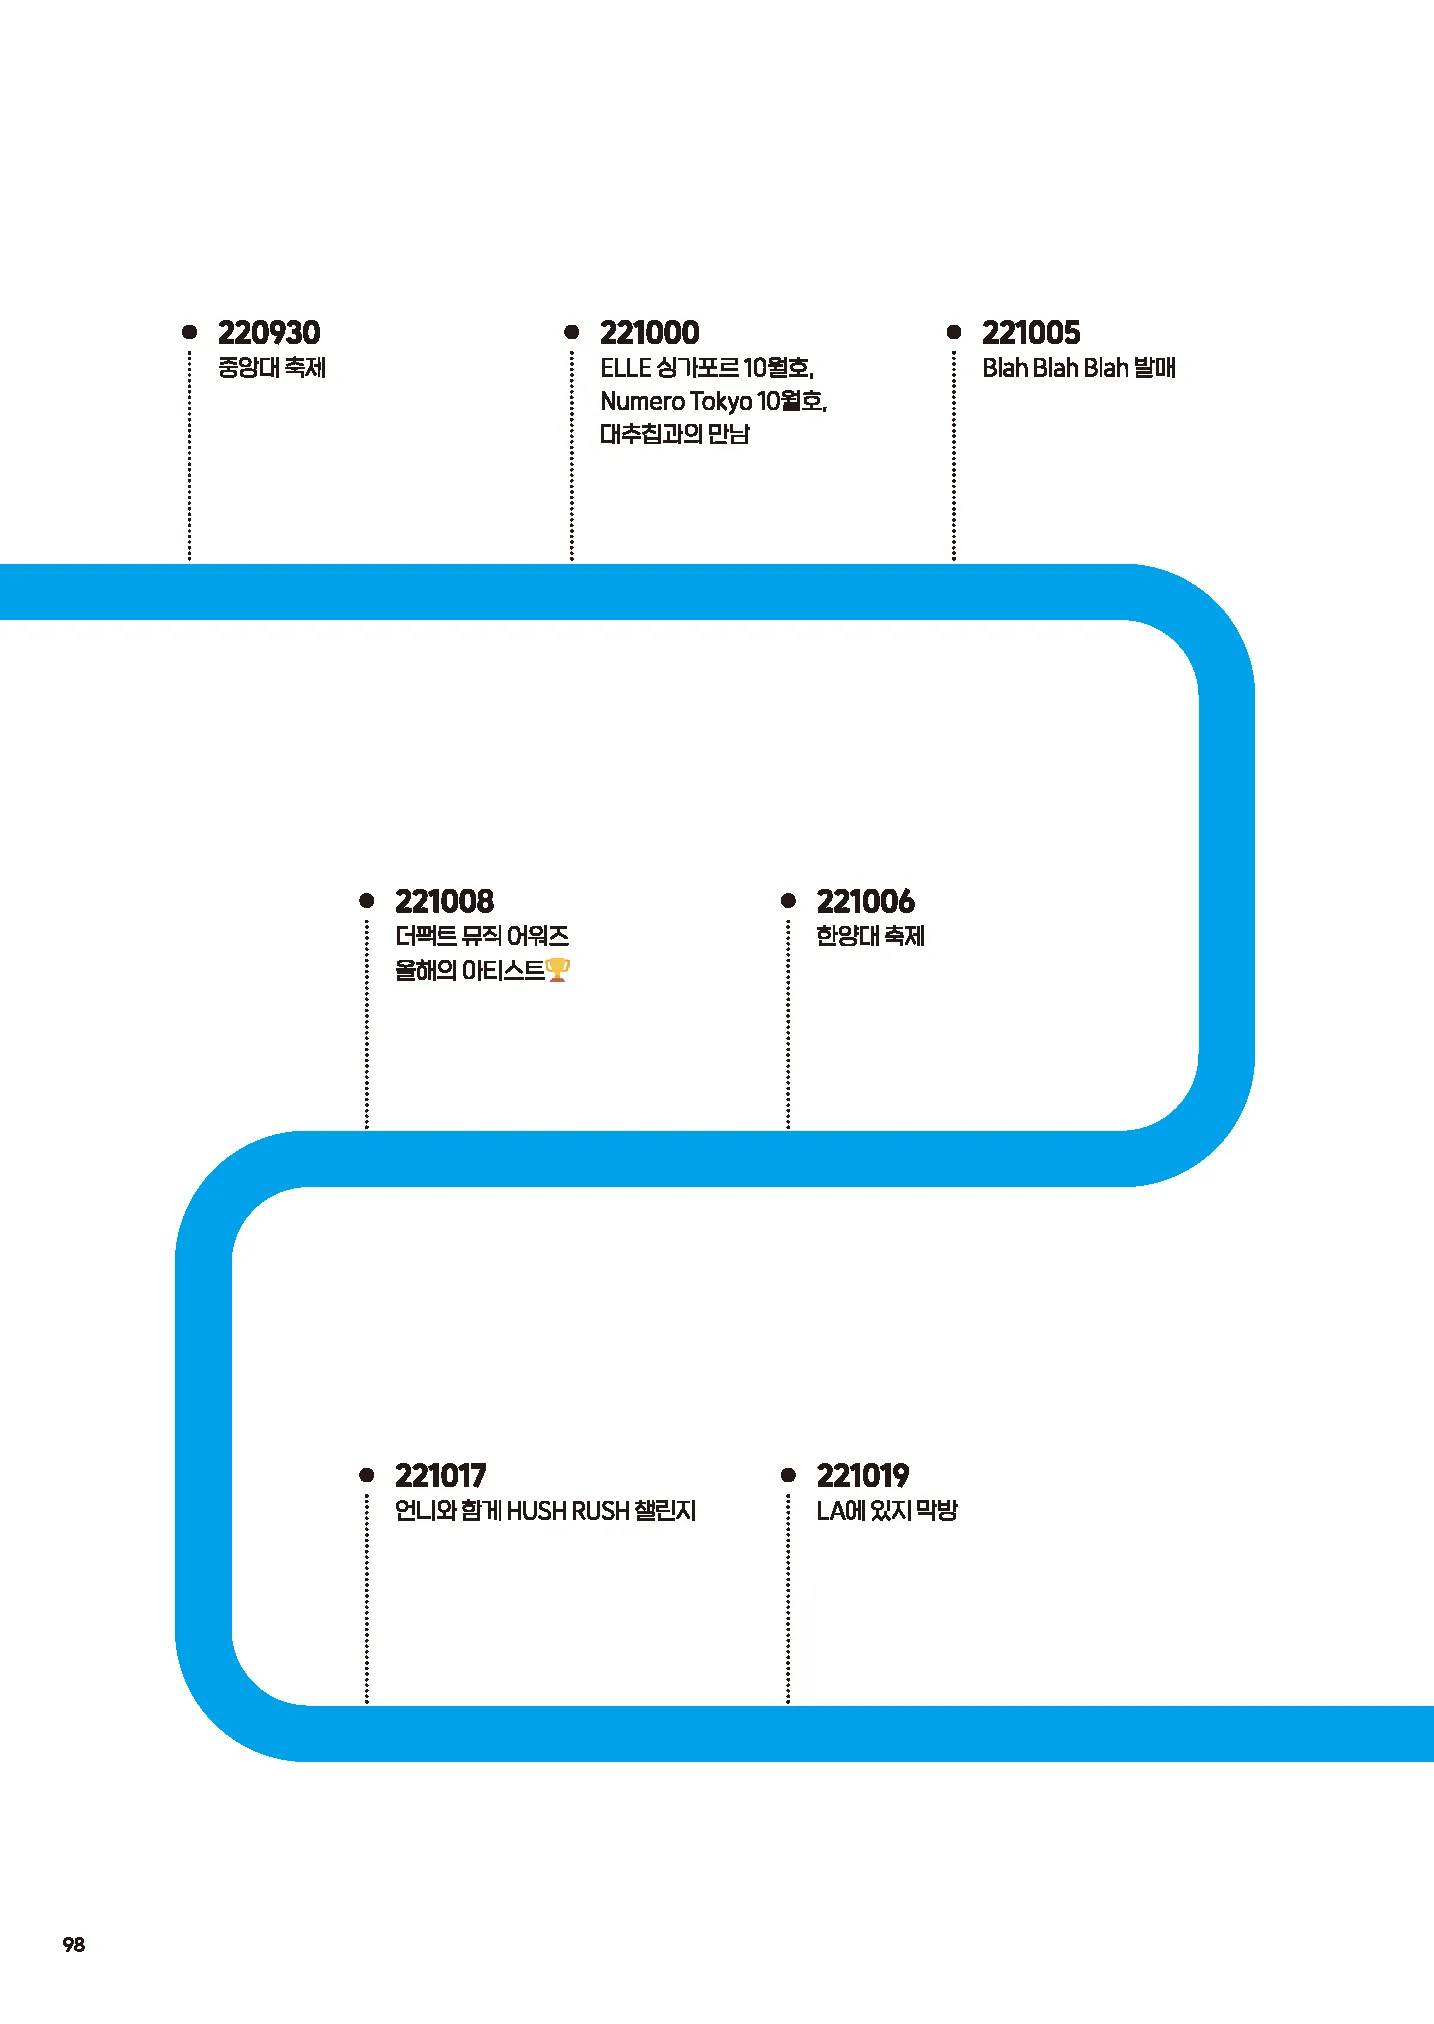 220930
중앙대 축제
221000
ELLE 싱가포르 10월호,
Numero Tokyo 10월호,
대추칩과의 만남
221005
Blah Blah Blah 발매
221008
더팩트 뮤직 어워즈
올해의 아티스트🏆
221006
한양대 축제
221017
언니와 함께 HUSH RUSH 챌린지
221019
LA에 있지 막방
98